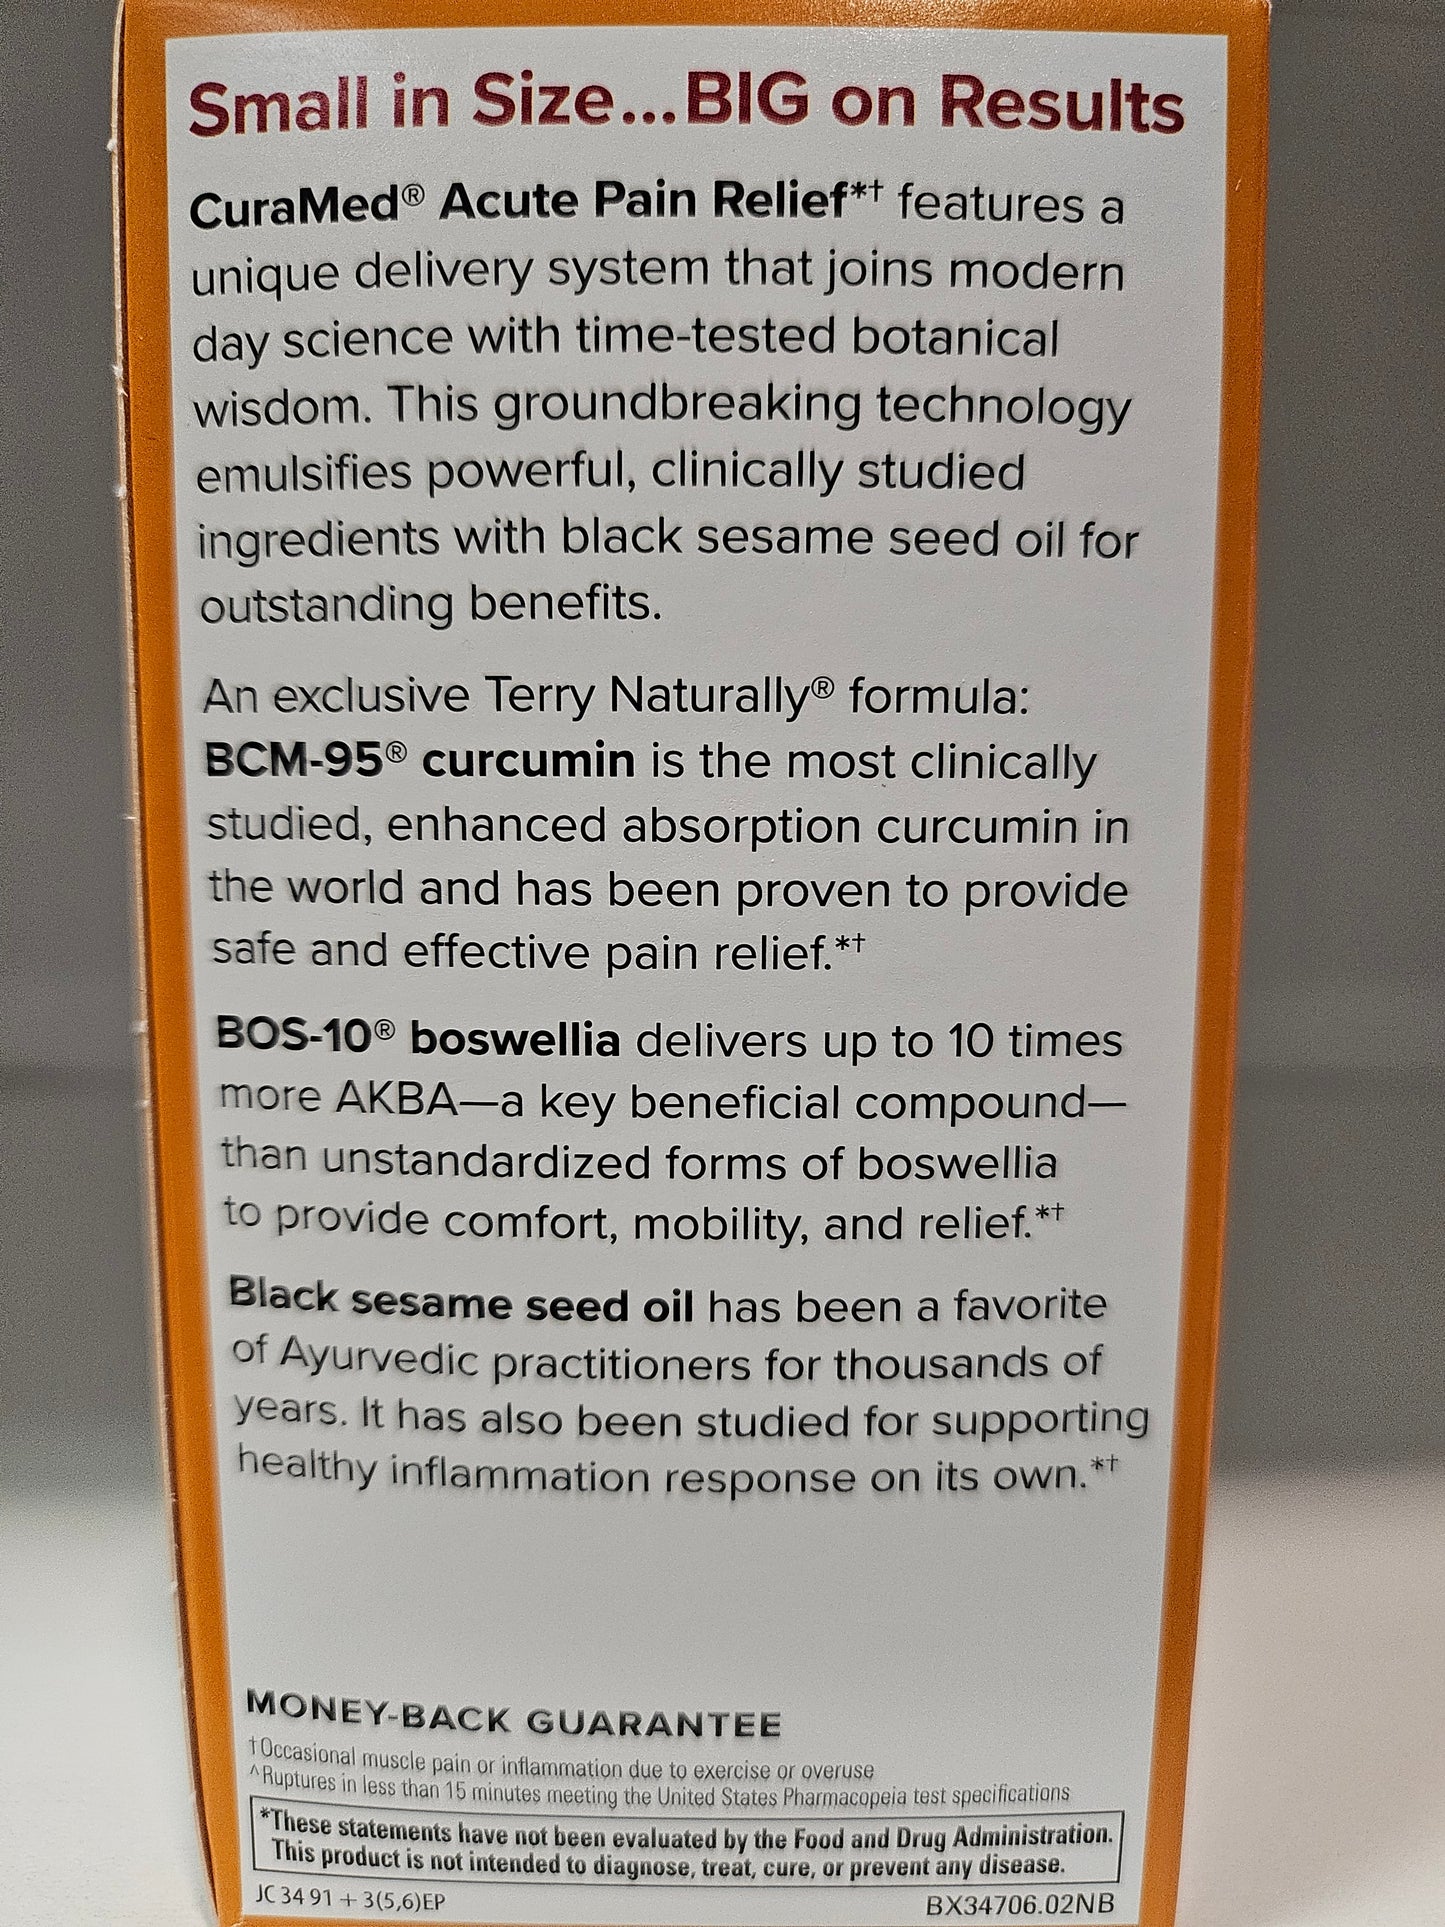 Small in Size...BIG on Results
CuraMed® Acute Pain Relief*† features a
unique delivery system that joins modern
day science with time-tested botanical
wisdom. This groundbreaking technology
emulsifies powerful, clinically studied
ingredients with black sesame seed oil for
outstanding benefits.
An exclusive Terry Naturally® formula:
BCM-95® curcumin is the most clinically
studied, enhanced absorption curcumin in
the world and has been proven to provide
safe and effective pain relief.*†
BOS-10® boswellia delivers up to 10 times
more AKBA—a key beneficial compound—
than unstandardized forms of boswellia
to provide comfort, mobility, and relief.*†
Black sesame seed oil has been a favorite
of Ayurvedic practitioners for thousands of
years. It has also been studied for supporting
healthy inflammation response on its own.*†
MONEY-BACK GUARANTEE
†Occasional muscle pain or inflammation due to exercise or overuse
^Ruptures in less than 15 minutes meeting the United States Pharmacopeia test specifications
*These statements have not been evaluated by the Food and Drug Administration.
This product is not intended to diagnose, treat, cure, or prevent any disease.
JC 34 91 + 3(5,6)EP
BX34706.02NB